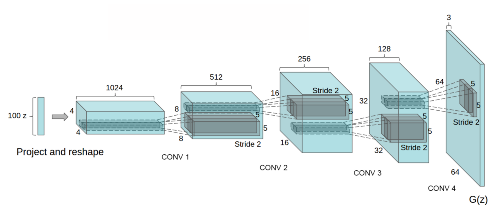 100 z
Project and reshape
1024
4
4
512
8
8
5
5
Stride 2
CONV 1
256
16
16
Stride 2
5
5
CONV 2
128
32
32
5
5
Stride 2
CONV 3
3
64
64
5
5
Stride 2
CONV 4
G(z)